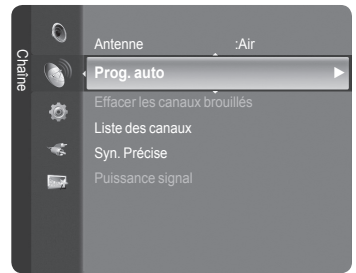 Chaîne
Antenne :Air
Prog. auto
Effacer les canaux brouillés
Liste des canaux
Syn. Précise
Puissance signal